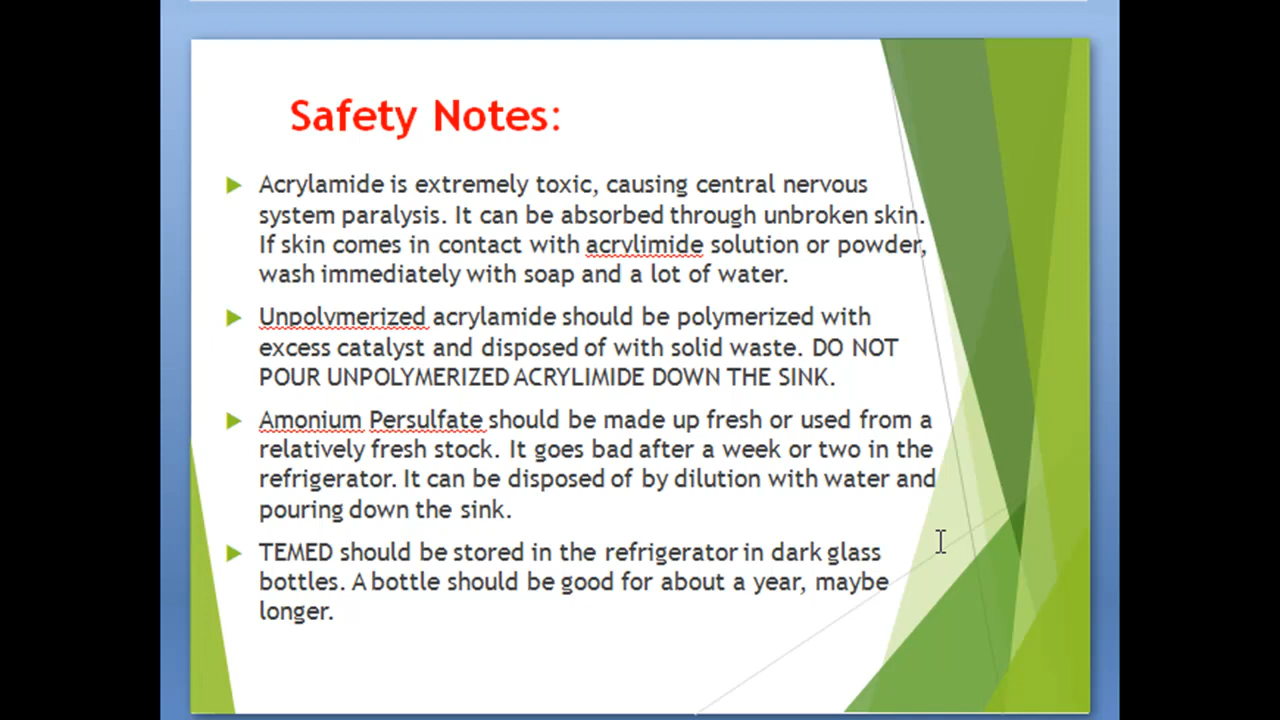 Safety Notes:
Acrylamide is extremely toxic, causing central nervous
system paralysis. It can be absorbed through unbroken skin.
If skin comes in contact with acrylimide solution or powder,
wash immediately with soap and a lot of water.
Unpolymerized acrylamide should be polymerized with
excess catalyst and disposed of with solid waste. DO NOT
POUR UNPOLYMERIZED ACRYLIMIDE DOWN THE SINK.
Amonium Persulfate should be made up fresh or used from a
relatively fresh stock. It goes bad after a week or two in the
refrigerator. It can be disposed of by dilution with water and
pouring down the sink.
TEMED should be stored in the refrigerator in dark glass
bottles. A bottle should be good for about a year, maybe
longer.